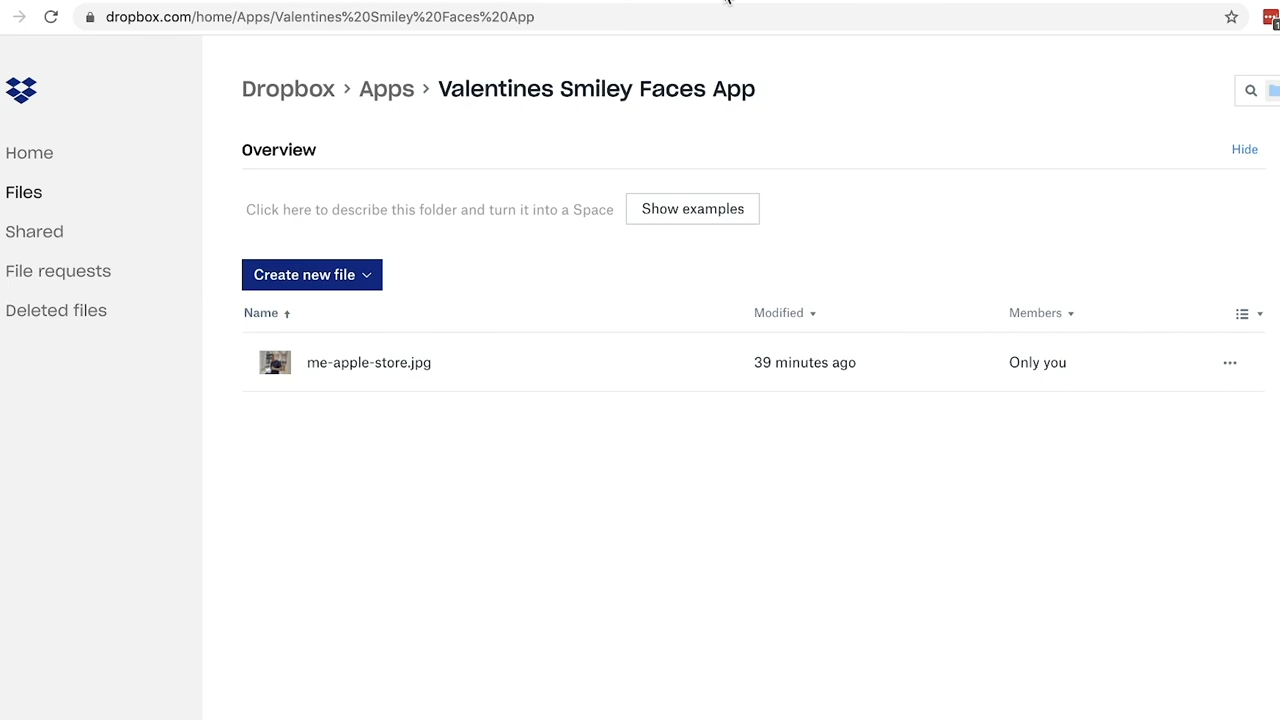 dropbox.com/home/Apps/Valentines%20Smiley%20Faces%20App
Dropbox › Apps › Valentines Smiley Faces App
Home
Files
Shared
File requests
Deleted files
Overview
Hide
Click here to describe this folder and turn it into a Space
Show examples
Create new file
Name Modified Members
me-apple-store.jpg 39 minutes ago Only you